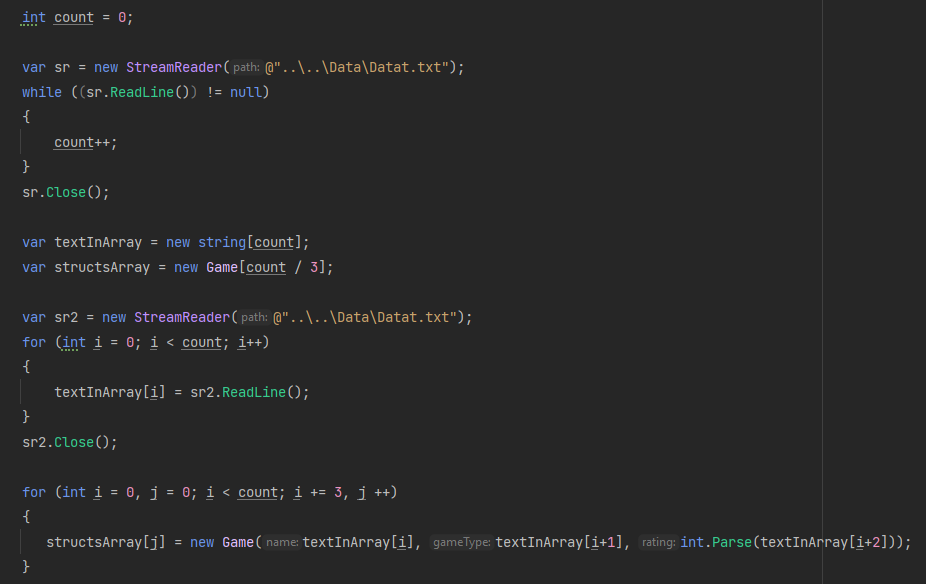 int count = 0;
var sr = new StreamReader( path: @"..\..\Data\Datat.txt");
while ((sr.ReadLine()) != null)
{
count++;
}
sr.Close();
var textInArray = new string[count];
var structsArray = new Game[count / 3];
var sr2 = new StreamReader( path: @"..\..\Data\Datat.txt");
for (int i = 0; i < count; i++)
{
textInArray[i] = sr2.ReadLine();
}
sr2.Close();
for (int i = 0, j = 0; i < count; i += 3, j ++)
{
structsArray[j] = new Game( name: textInArray[i], gameType: textInArray[i+1], rating: int.Parse(textInArray[i+2]));
}